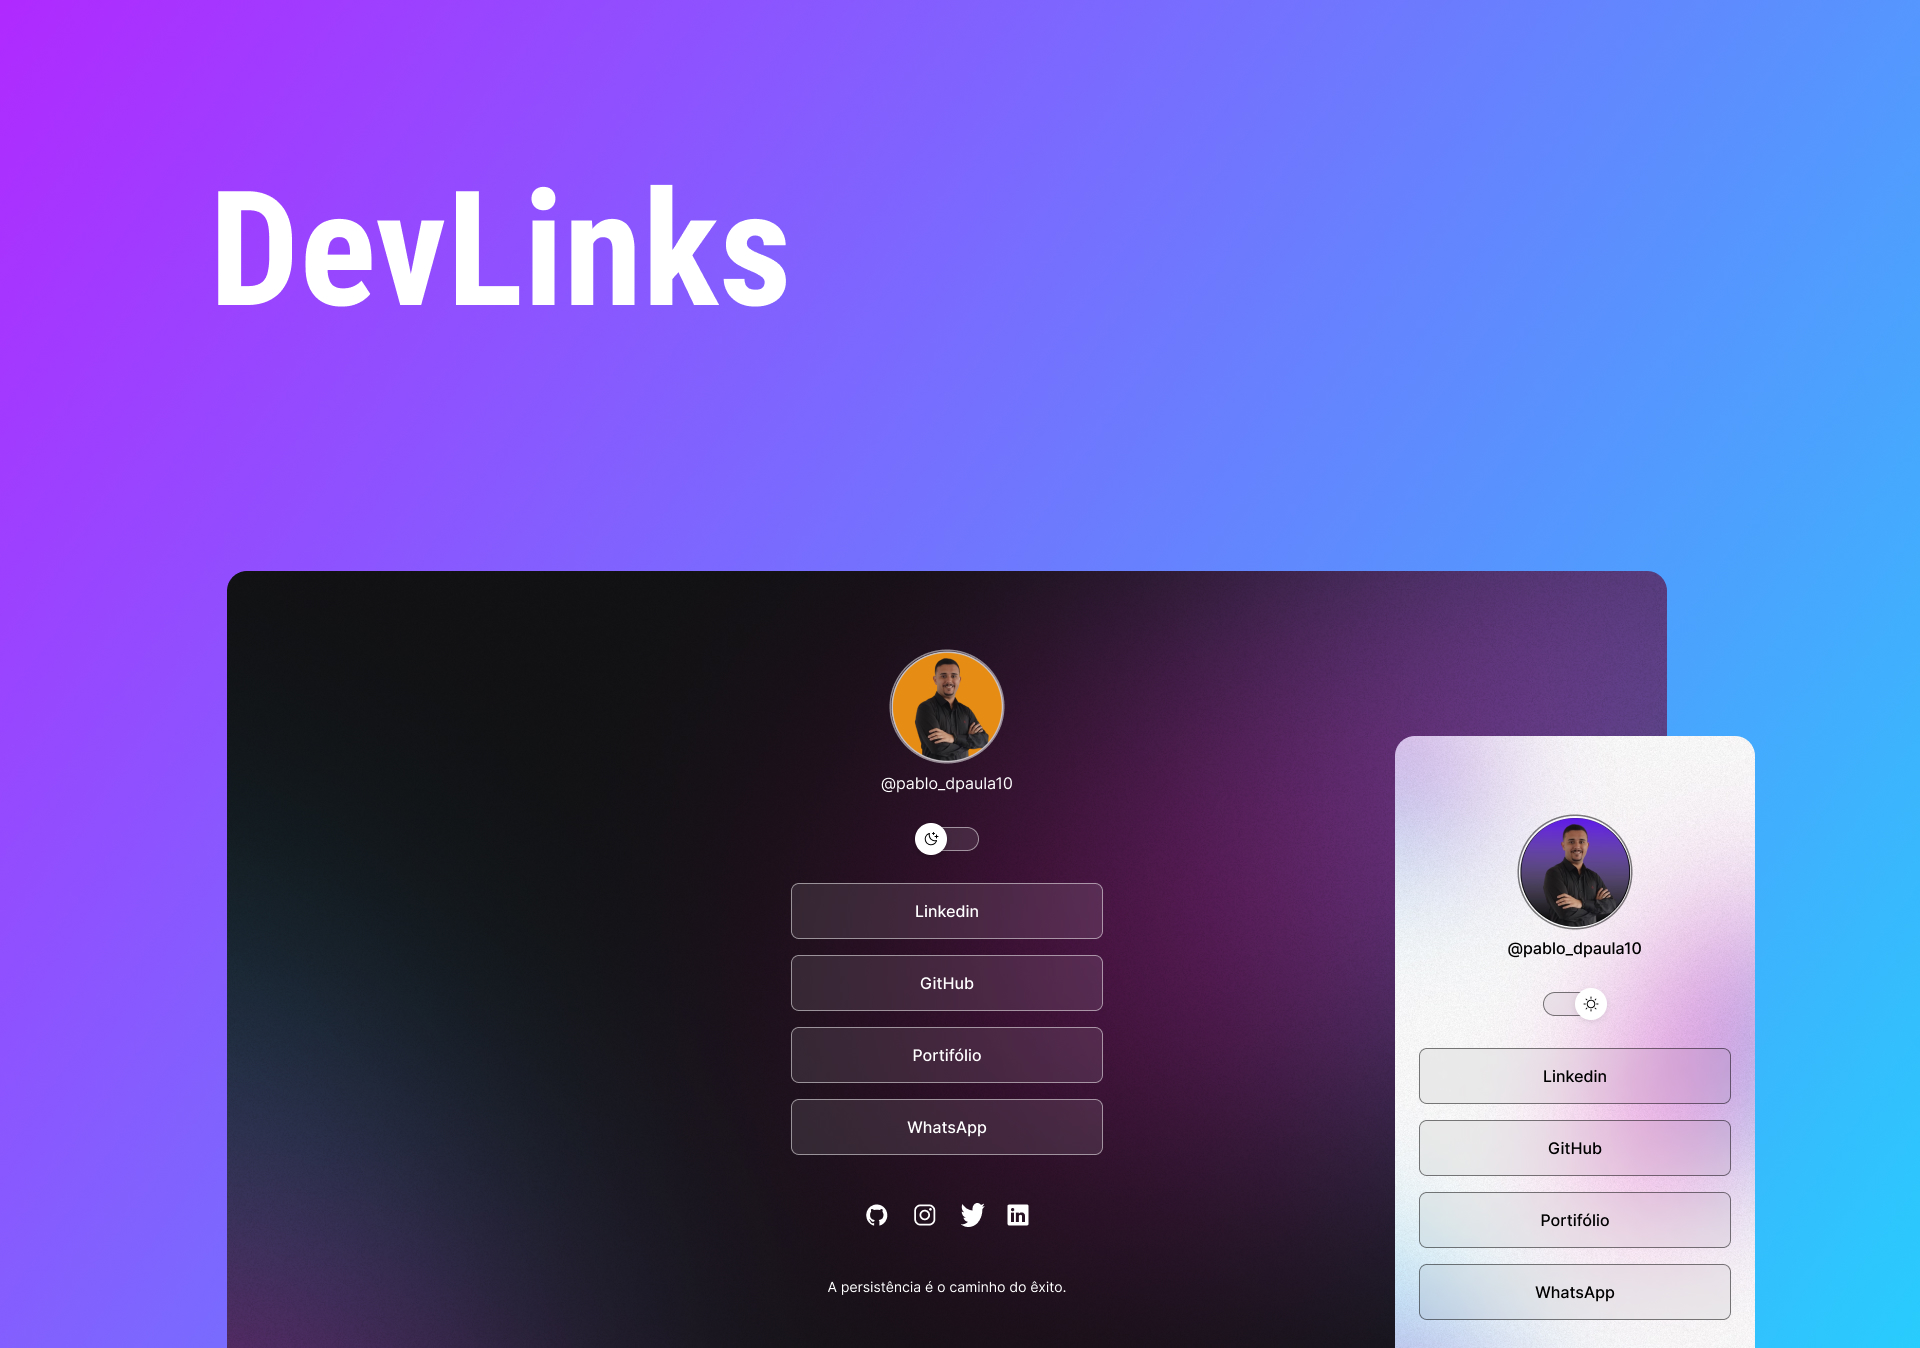 DevLinks
@pablo_dpaula10
Linkedin
GitHub
Portifólio
WhatsApp
A persistência é o caminho do êxito.
@pablo_dpaula10
Linkedin
GitHub
Portifólio
WhatsApp